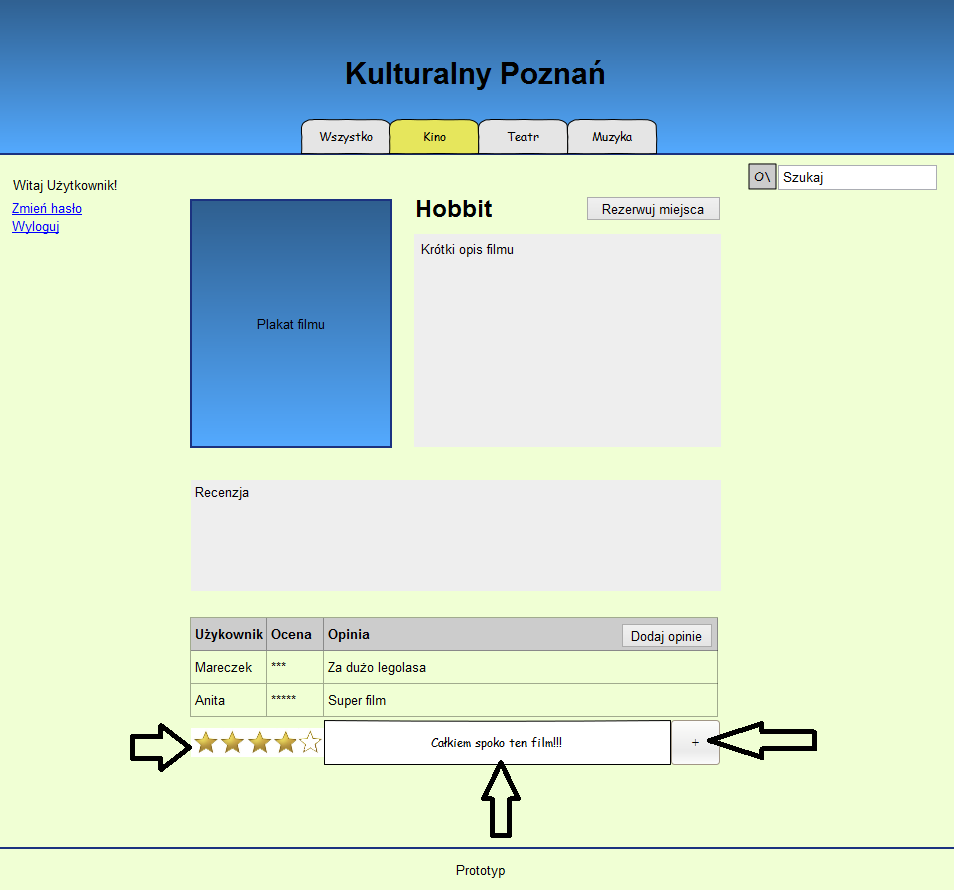 Kulturalny Poznań
Wszystko Kino Teatr Muzyka
O\ Szukaj
Witaj Użytkownik!
Zmień hasło
Wyloguj
Hobbit Rezerwuj miejsca
Krótki opis filmu
Plakat filmu
Recenzja
Użykownik Ocena Opinia Dodaj opinie
Mareczek *** Za dużo legolasa
Anita ***** Super film
Całkiem spoko ten film!!! +
Prototyp